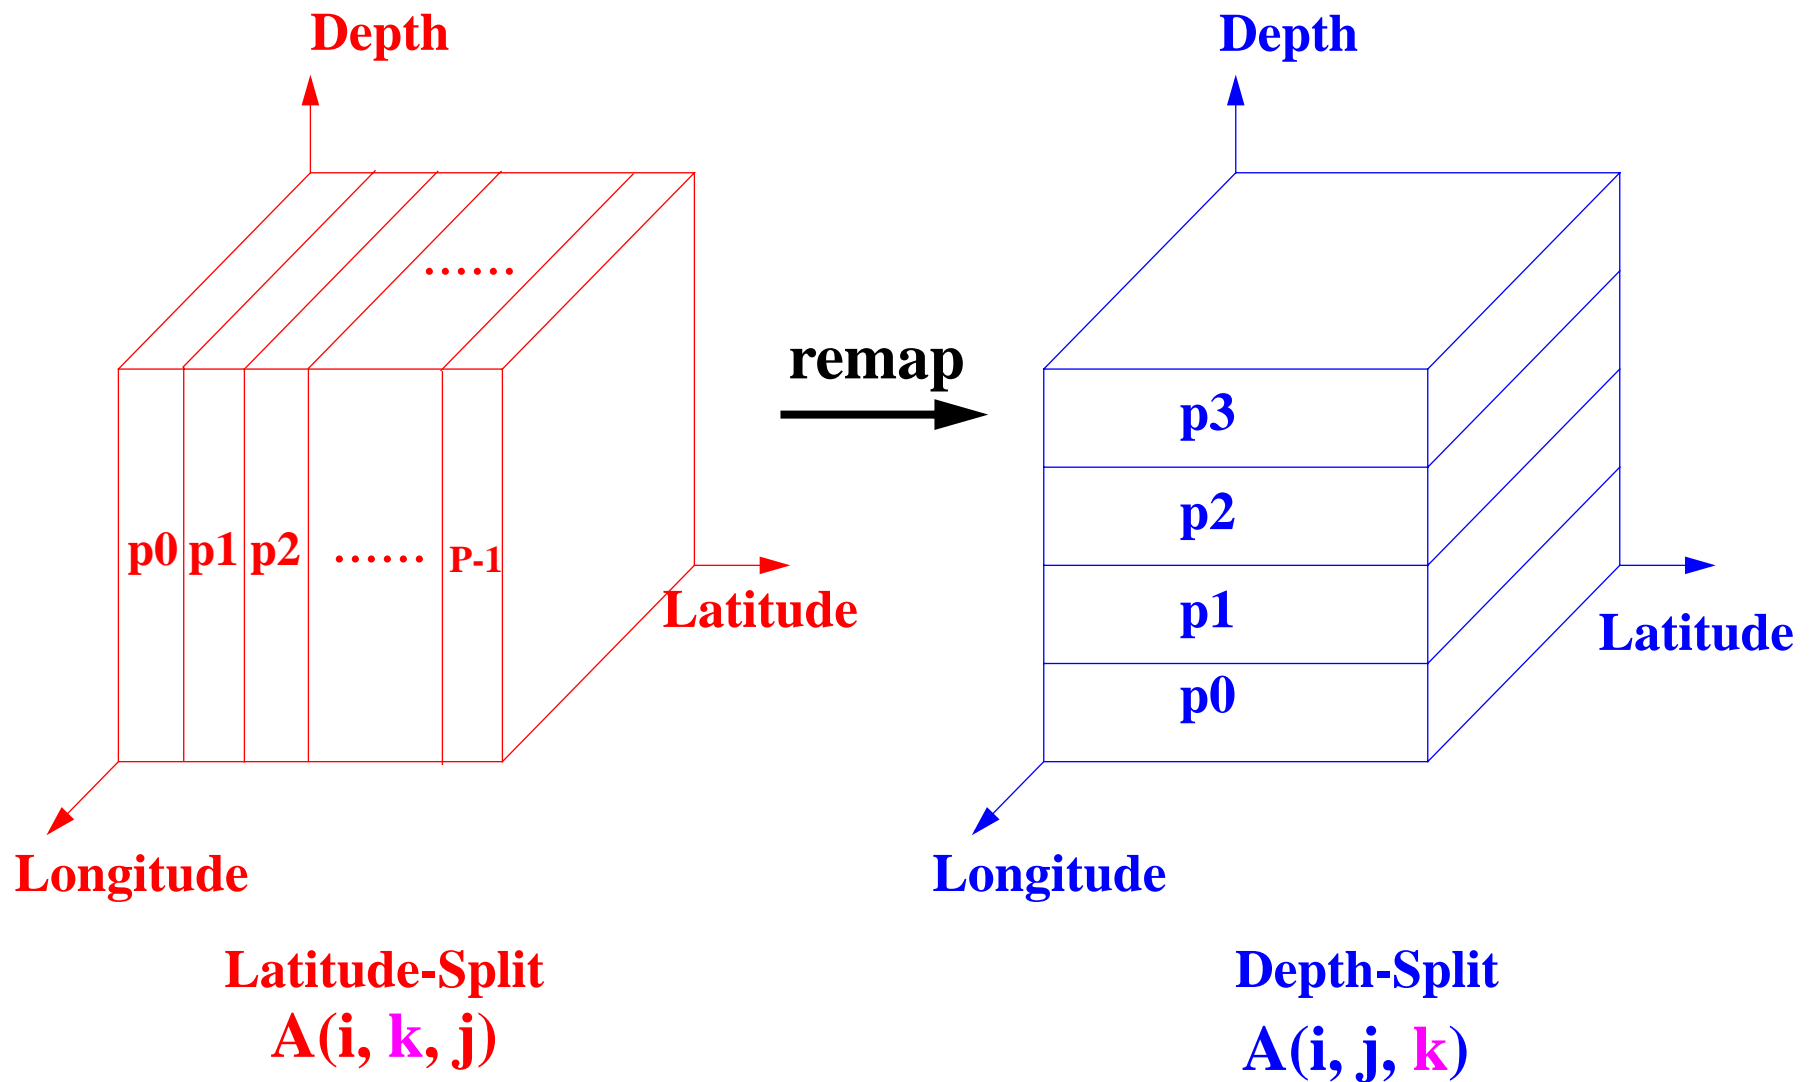 Depth
......
p0 p1 p2 ...... P-1
Latitude
Longitude
Latitude-Split
A(i, k, j)
remap
Depth
p3
p2
p1
p0
Latitude
Longitude
Depth-Split
A(i, j, k)